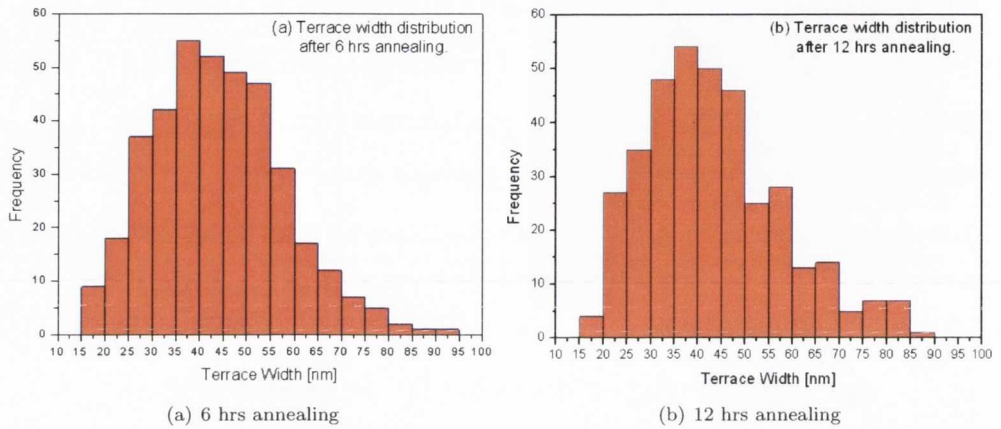 (a) Terrace width distribution
after 6 hrs annealing.
60
50
40
30
20
10
0
Frequency
10 15 20 25 30 35 40 45 50 55 60 65 70 75 80 85 90 95 100
Terrace Width [nm]
(a) 6 hrs annealing
(b) Terrace width distribution
after 12 hrs annealing.
60
50
40
30
20
10
0
Frequency
10 15 20 25 30 35 40 45 50 55 60 65 70 75 80 85 90 95 100
Terrace Width [nm]
(b) 12 hrs annealing